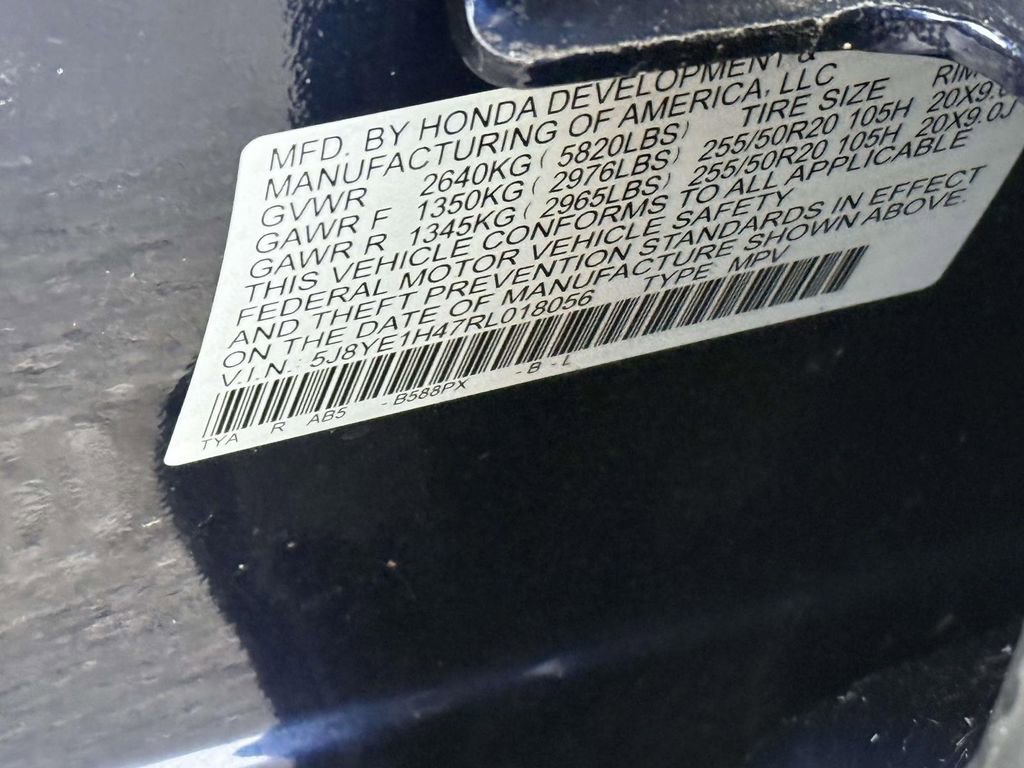 MFD. BY HONDA DEVELOPMENT &
MANUFACTURING OF AMERICA, LLC
GVWR 2640KG ( 5820LBS) TIRE SIZE RIM
GAWR F 1350KG ( 2976LBS) 255/50R20 105H 20X9.0
GAWR R 1345KG ( 2965LBS) 255/50R20 105H 20X9.0J
THIS VEHICLE CONFORMS TO ALL APPLICABLE
FEDERAL MOTOR VEHICLE SAFETY
AND THEFT PREVENTION STANDARDS IN EFFECT
ON THE DATE OF MANUFACTURE SHOWN ABOVE.
V.I.N.: 5J8YE1H47RL018056 TYPE: MPV
TYA R AB5 - B588PX - B - L